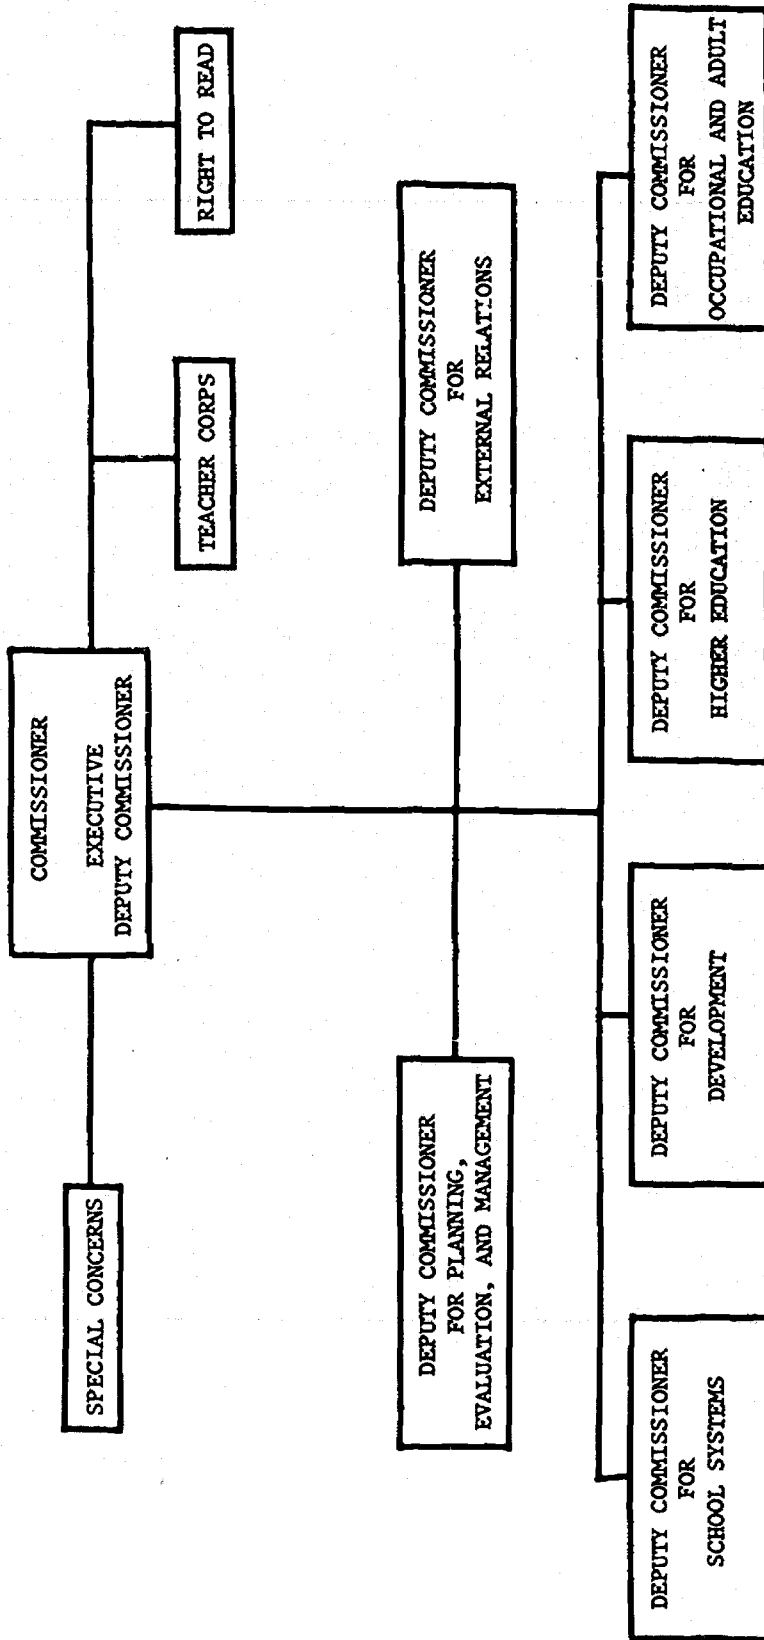 COMMISSIONER
EXECUTIVE
DEPUTY COMMISSIONER
SPECIAL CONCERNS
TEACHER CORPS
RIGHT TO READ
DEPUTY COMMISSIONER
FOR PLANNING,
EVALUATION, AND MANAGEMENT
DEPUTY COMMISSIONER
FOR
EXTERNAL RELATIONS
DEPUTY COMMISSIONER
FOR
SCHOOL SYSTEMS
DEPUTY COMMISSIONER
FOR
DEVELOPMENT
DEPUTY COMMISSIONER
FOR
HIGHER EDUCATION
DEPUTY COMMISSIONER
FOR
OCCUPATIONAL AND ADULT
EDUCATION